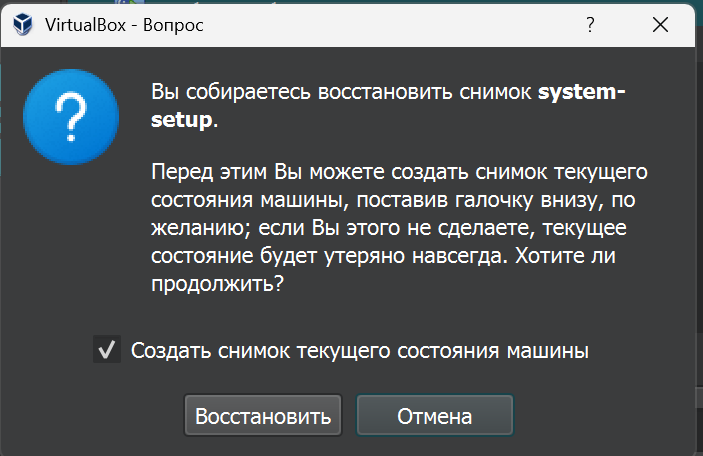 VirtualBox - Вопрос
?
Вы собираетесь восстановить снимок system-
setup.
Перед этим Вы можете создать снимок текущего
состояния машины, поставив галочку внизу, по
желанию; если Вы этого не сделаете, текущее
состояние будет утеряно навсегда. Хотите ли
продолжить?
Создать снимок текущего состояния машины
Восстановить
Отмена